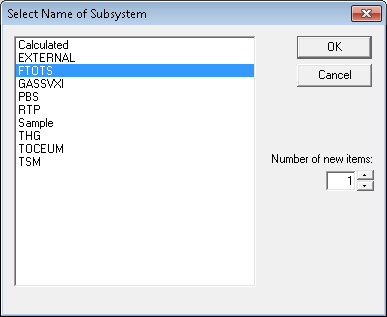 Select Name of Subsystem
Calculated
EXTERNAL
FTOTS
GASSVXI
PBS
RTP
Sample
THG
TOCEUM
TSM
OK
Cancel
Number of new items:
1